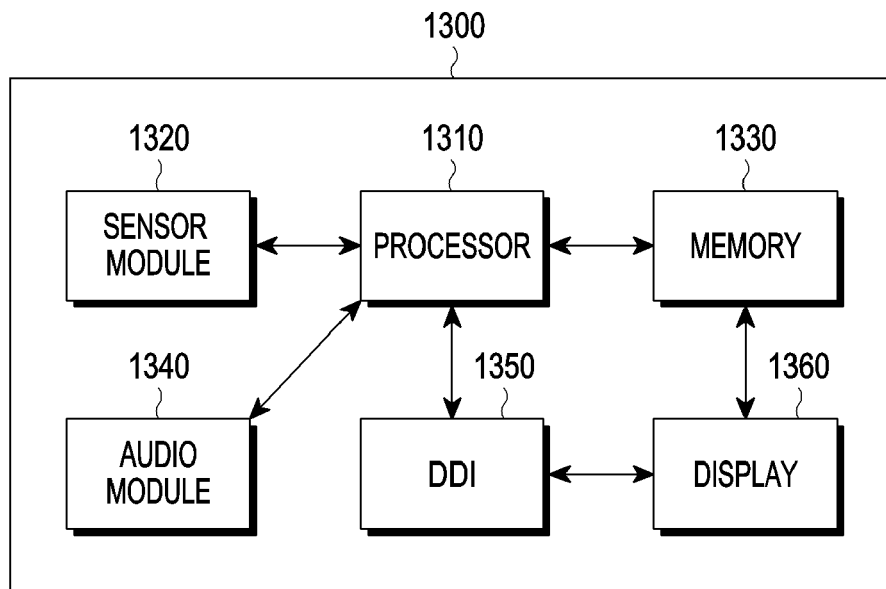 1300
1320
1310
1330
SENSOR
MODULE
PROCESSOR
MEMORY
1340
1350
1360
AUDIO
MODULE
DDI
DISPLAY